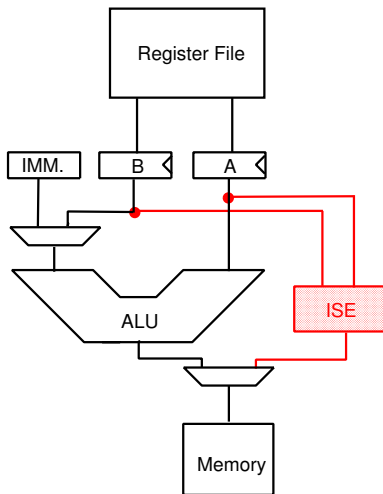 Register File
IMM.
B
A
ALU
ISE
Memory